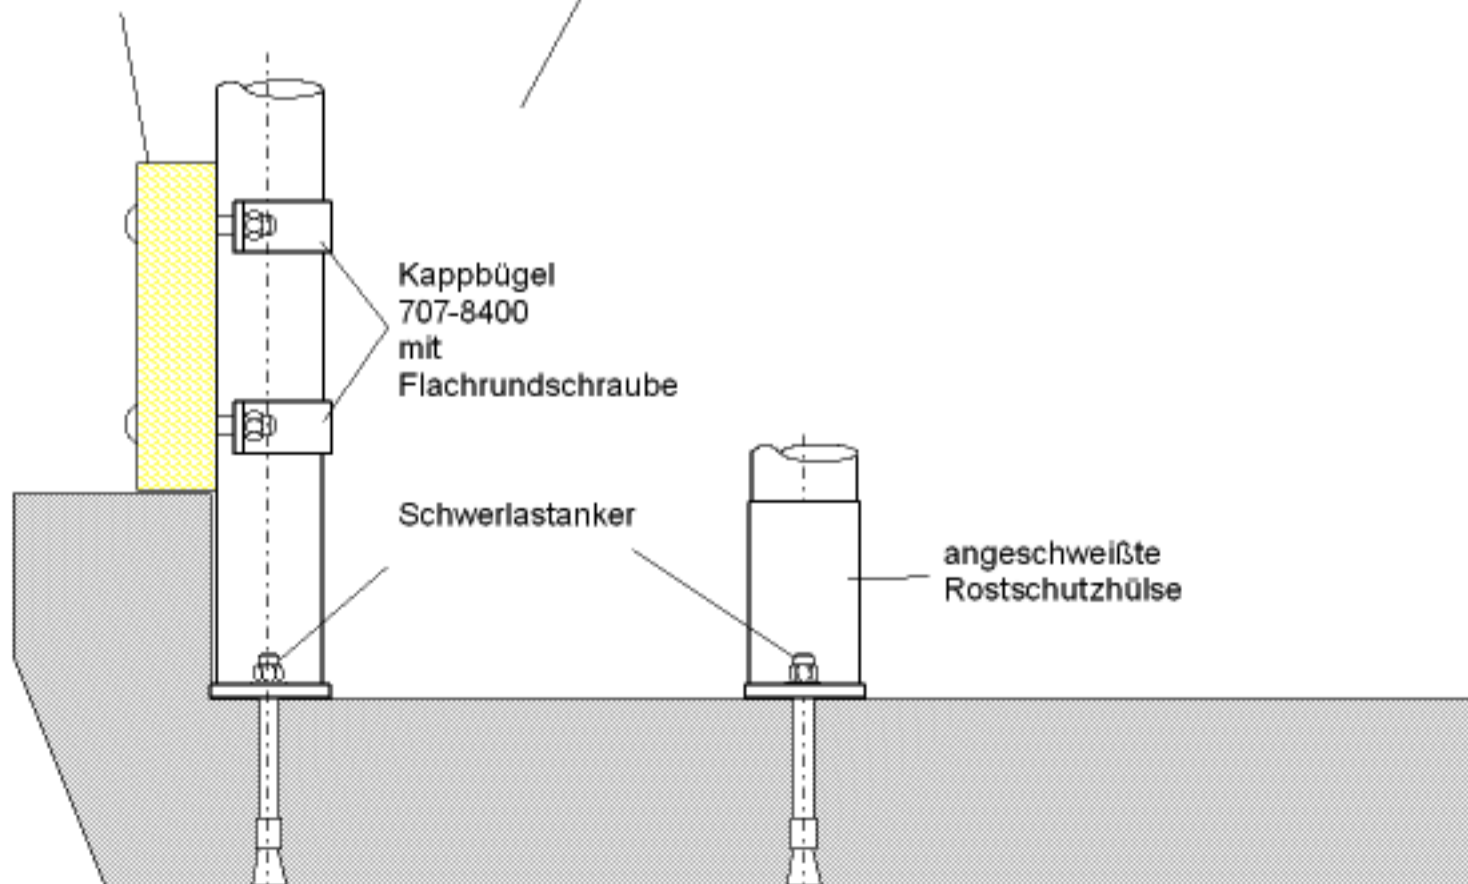 Kappbügel
707-8400
mit
Flachrundschraube
Schwerlastanker
angeschweißte
Rostschutzhülse